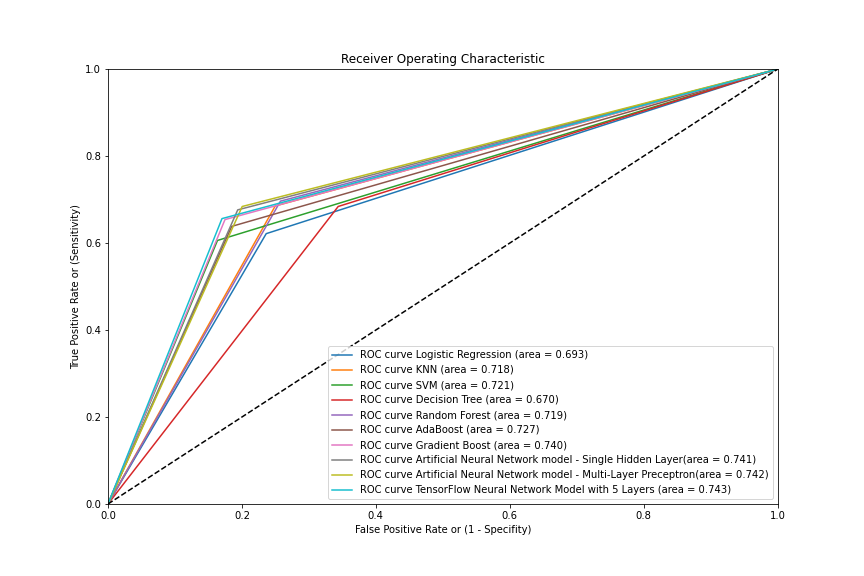 Receiver Operating Characteristic
1.0
0.8
0.6
0.4
0.2
0.0
True Positive Rate or (Sensitivity)
ROC curve Logistic Regression (area = 0.693)
ROC curve KNN (area = 0.718)
ROC curve SVM (area = 0.721)
ROC curve Decision Tree (area = 0.670)
ROC curve Random Forest (area = 0.719)
ROC curve AdaBoost (area = 0.727)
ROC curve Gradient Boost (area = 0.740)
ROC curve Artificial Neural Network model - Single Hidden Layer(area = 0.741)
ROC curve Artificial Neural Network model - Multi-Layer Preceptron(area = 0.742)
ROC curve TensorFlow Neural Network Model with 5 Layers (area = 0.743)
0.0 0.2 0.4 0.6 0.8 1.0
False Positive Rate or (1 - Specifity)